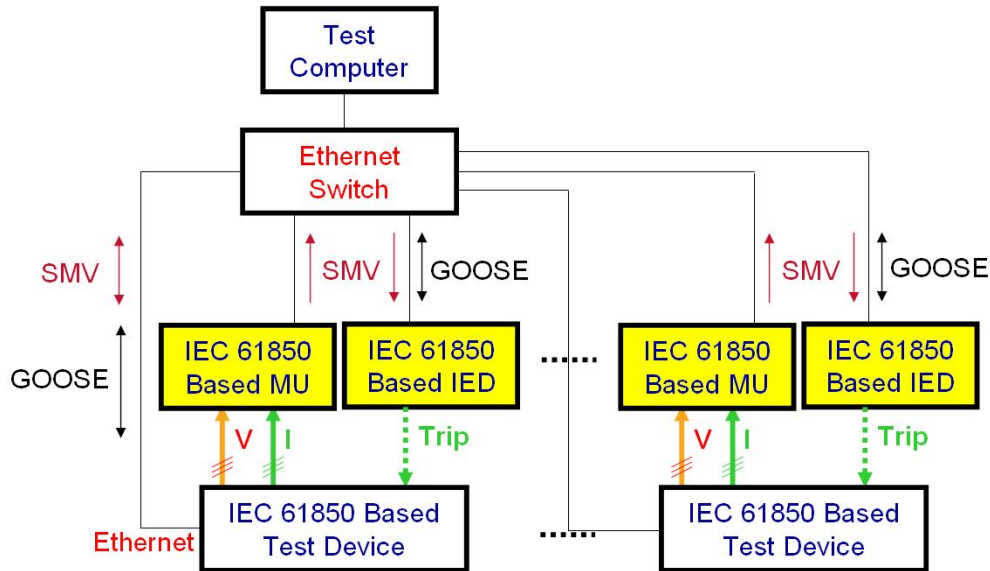 Test
Computer
Ethernet
Switch
SMV
SMV
GOOSE
SMV
GOOSE
GOOSE
IEC 61850
Based MU
IEC 61850
Based IED
IEC 61850
Based MU
IEC 61850
Based IED
V
I
Trip
V
I
Trip
Ethernet
IEC 61850 Based
Test Device
IEC 61850 Based
Test Device